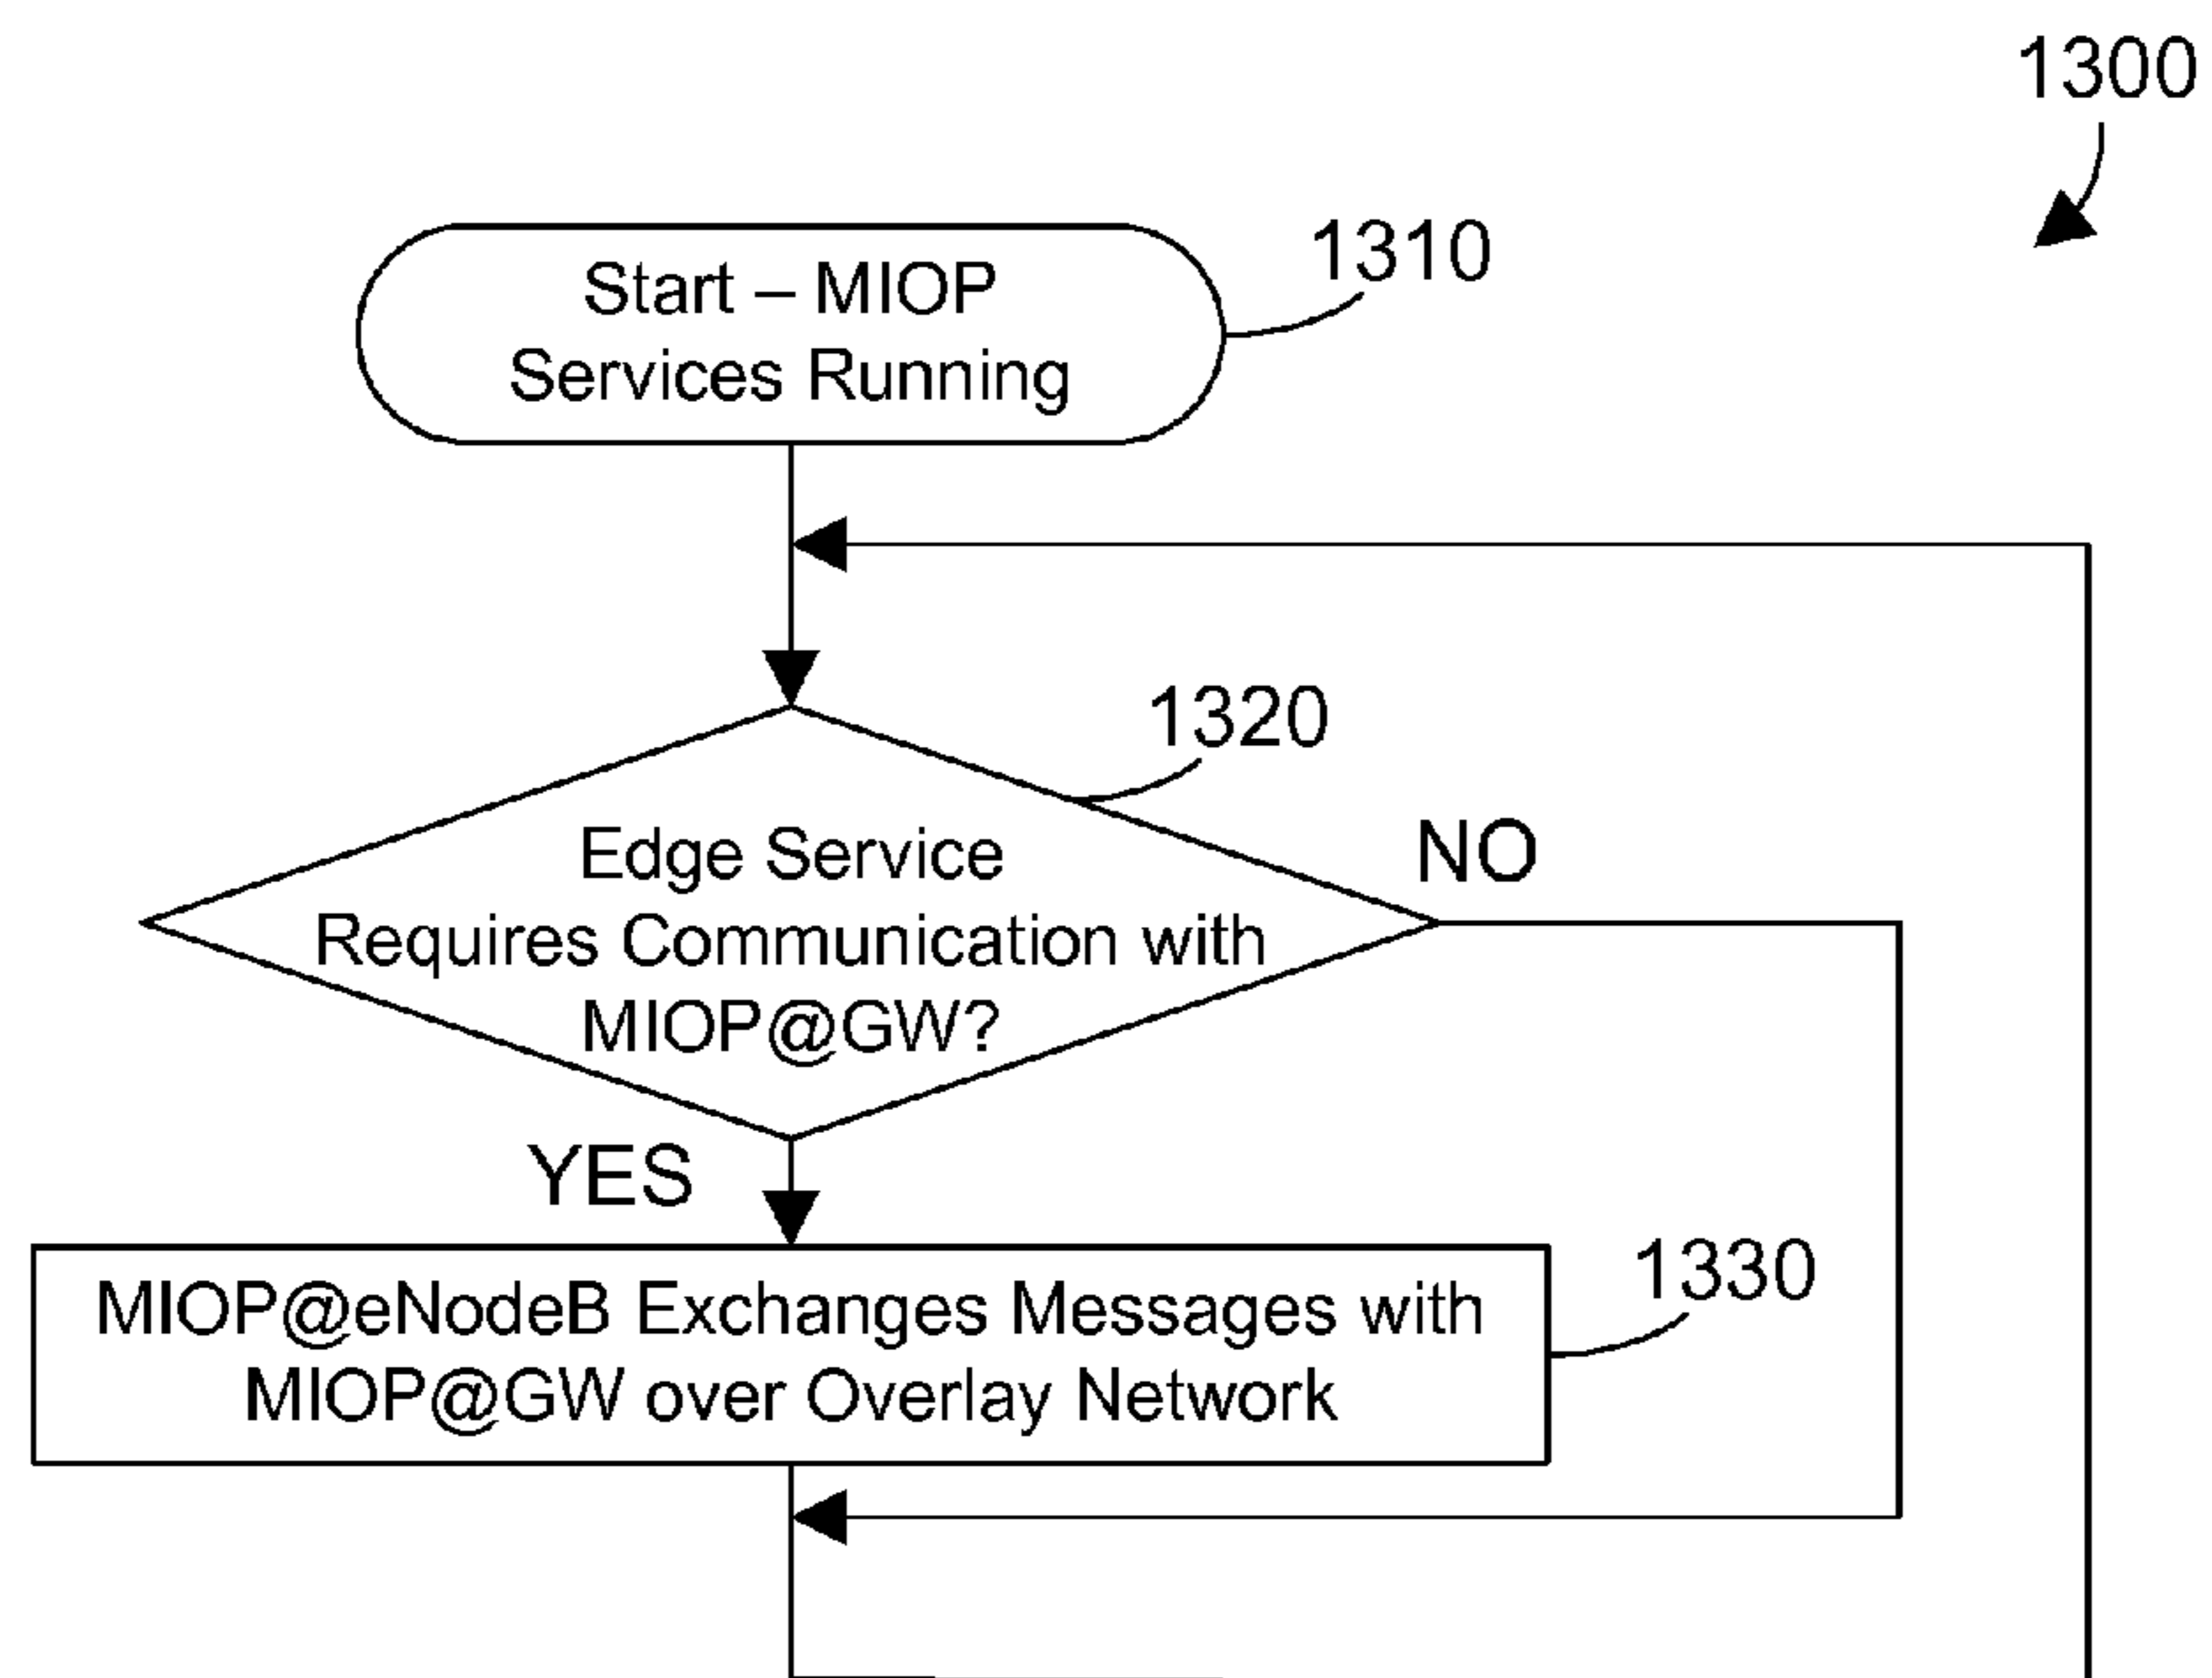 1300
Start – MIOP
Services Running
1310
1320
Edge Service
Requires Communication with
MIOP@GW?
NO
YES
MIOP@eNodeB Exchanges Messages with
MIOP@GW over Overlay Network
1330